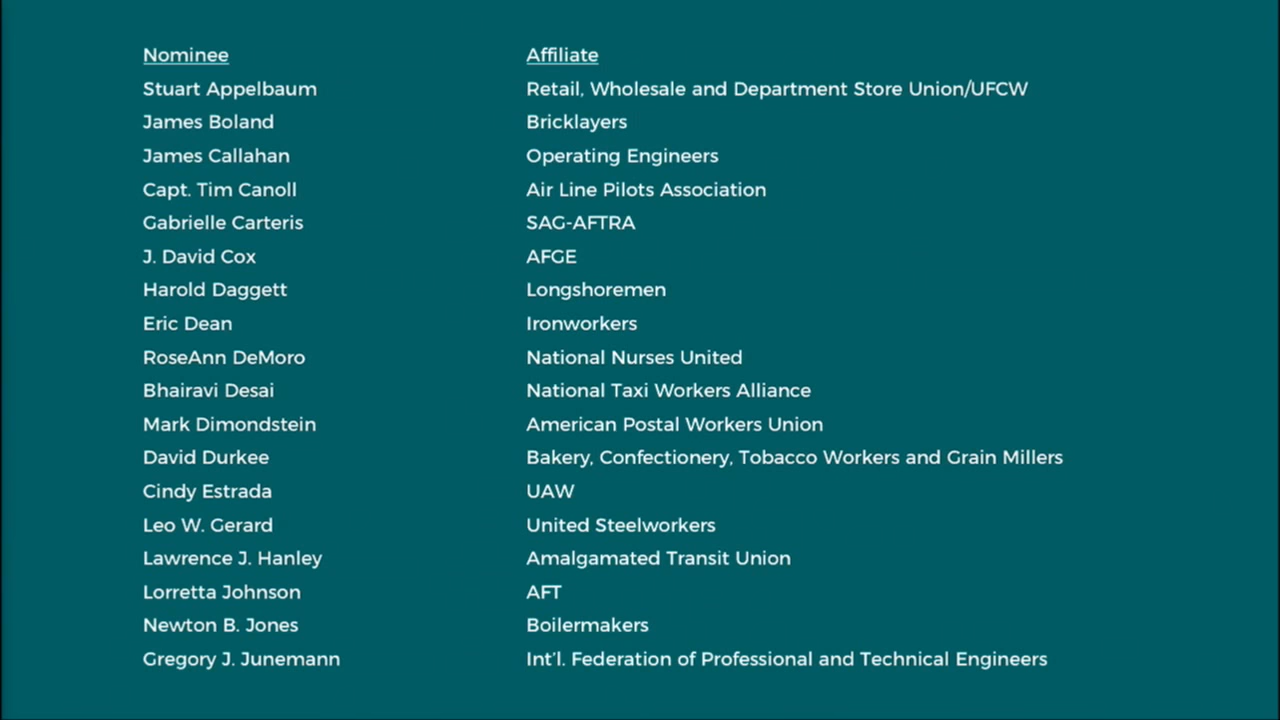 Nominee Affiliate
Stuart Appelbaum Retail, Wholesale and Department Store Union/UFCW
James Boland Bricklayers
James Callahan Operating Engineers
Capt. Tim Canoll Air Line Pilots Association
Gabrielle Carteris SAG-AFTRA
J. David Cox AFGE
Harold Daggett Longshoremen
Eric Dean Ironworkers
RoseAnn DeMoro National Nurses United
Bhairavi Desai National Taxi Workers Alliance
Mark Dimondstein American Postal Workers Union
David Durkee Bakery, Confectionery, Tobacco Workers and Grain Millers
Cindy Estrada UAW
Leo W. Gerard United Steelworkers
Lawrence J. Hanley Amalgamated Transit Union
Lorretta Johnson AFT
Newton B. Jones Boilermakers
Gregory J. Junemann Int'l. Federation of Professional and Technical Engineers